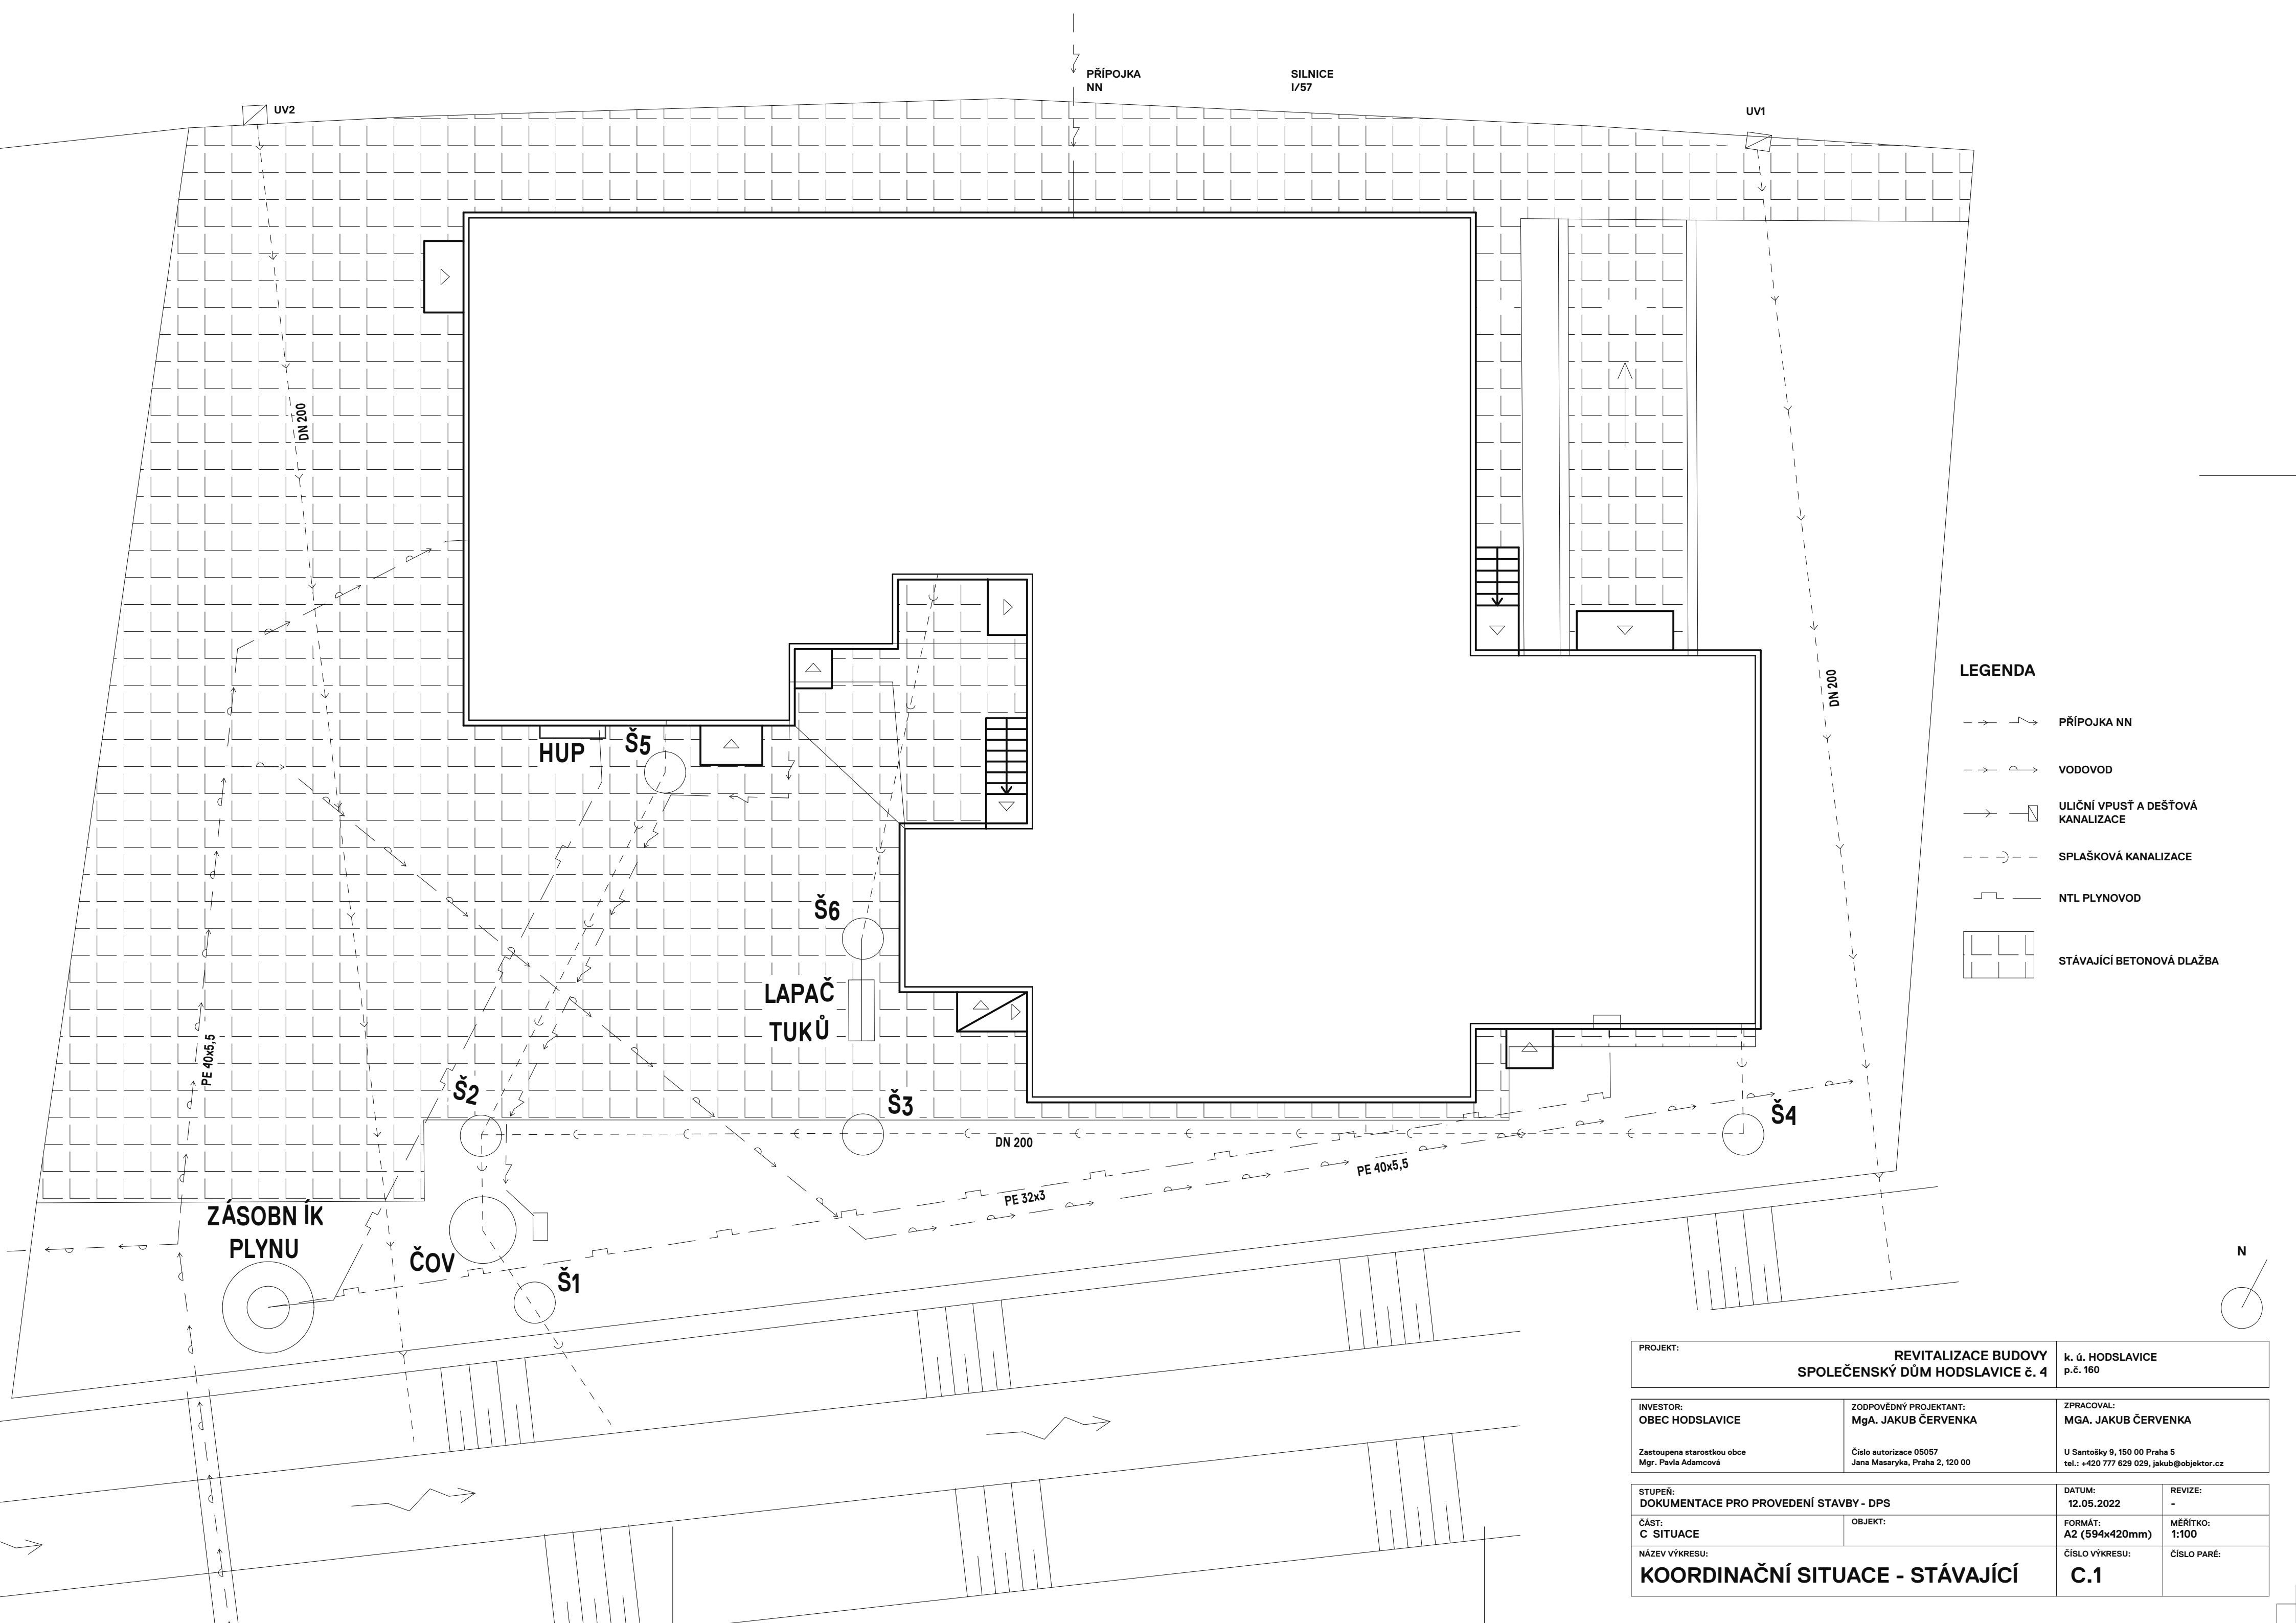 PŘÍPOJKA
NN
SILNICE
I/57
UV2
UV1
DN 200
DN 200
HUP
Š5
Š6
LAPAČ
TUKŮ
PE 40x5,5
Š2
Š3
DN 200
Š4
PE 40x5,5
PE 32x3
ZÁSOBN ÍK
PLYNU
ČOV
Š1
LEGENDA
PŘÍPOJKA NN
VODOVOD
ULIČNÍ VPUSŤ A DEŠŤOVÁ
KANALIZACE
SPLAŠKOVÁ KANALIZACE
NTL PLYNOVOD
STÁVAJÍCÍ BETONOVÁ DLAŽBA
N
PROJEKT:
REVITALIZACE BUDOVY
SPOLEČENSKÝ DŮM HODSLAVICE č. 4
k. ú. HODSLAVICE
p.č. 160
INVESTOR:
OBEC HODSLAVICE
Zastoupena starostkou obce
Mgr. Pavla Adamcová
ZODPOVĚDNÝ PROJEKTANT:
MgA. JAKUB ČERVENKA
Číslo autorizace 05057
Jana Masaryka, Praha 2, 120 00
ZPRACOVAL:
MGA. JAKUB ČERVENKA
U Santošky 9, 150 00 Praha 5
tel.: +420 777 629 029, jakub@objektor.cz
STUPEŇ:
DOKUMENTACE PRO PROVEDENÍ STAVBY - DPS
DATUM:
12.05.2022
REVIZE:
-
ČÁST:
C SITUACE
OBJEKT:
FORMÁT:
A2 (594x420mm)
MĚŘÍTKO:
1:100
NÁZEV VÝKRESU:
KOORDINAČNÍ SITUACE - STÁVAJÍCÍ
ČÍSLO VÝKRESU:
C.1
ČÍSLO PARÉ: